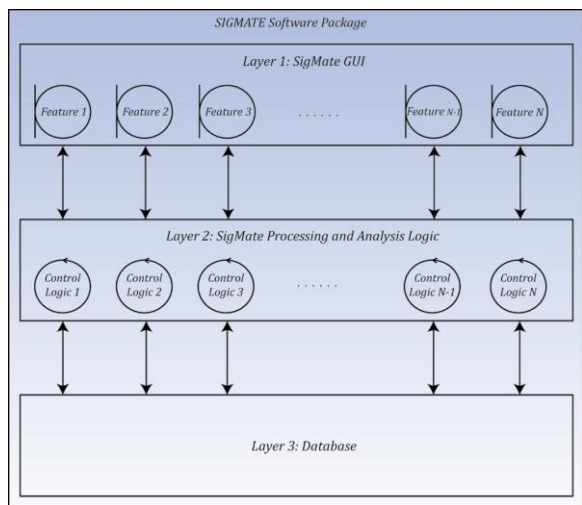 SIGMATE Software Package
Layer 1: SigMate GUI
Feature 1 Feature 2 Feature 3 . . . . . . Feature N-1 Feature N
Layer 2: SigMate Processing and Analysis Logic
Control Control Control Control Control
Logic 1 Logic 2 Logic 3 . . . . . . Logic N-1 Logic N
Layer 3: Database